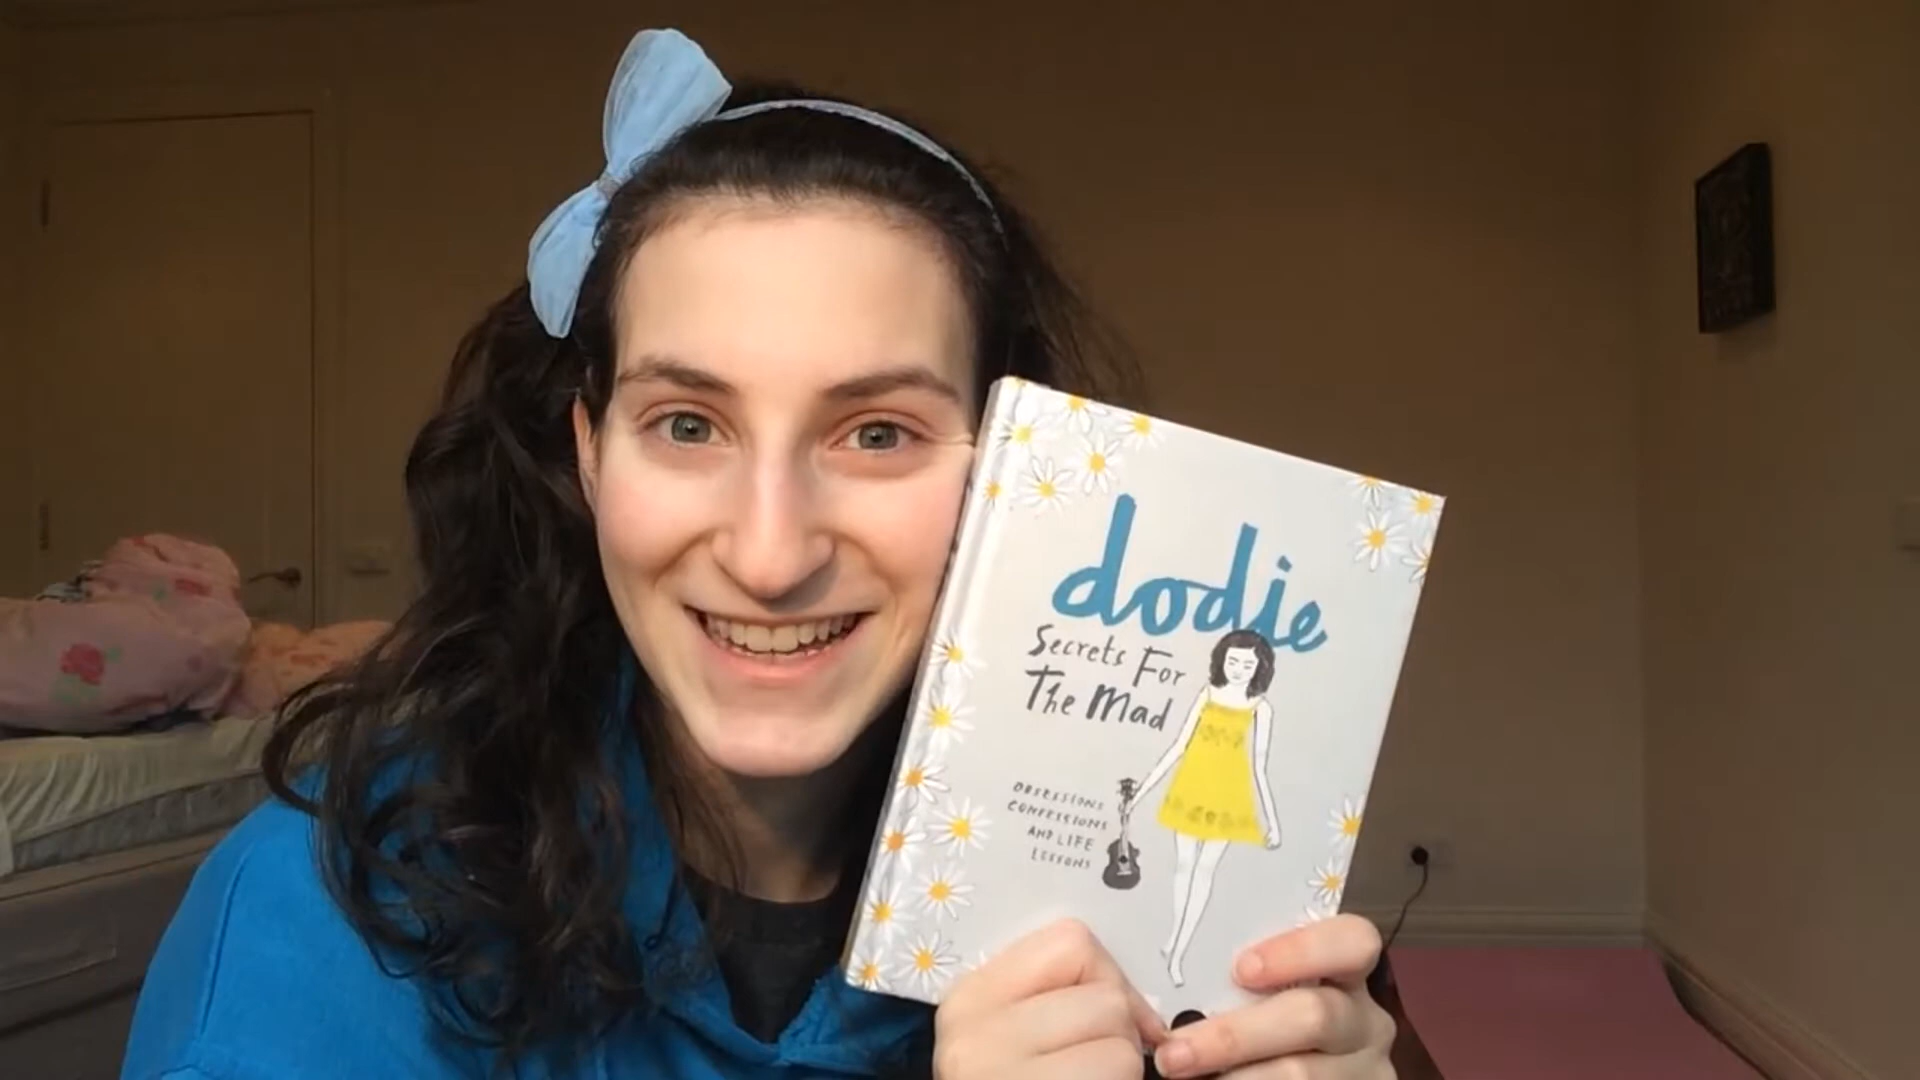 dodie
Secrets For
The Mad
OBSESSIONS
CONFESSIONS
AND LIFE
LESSONS